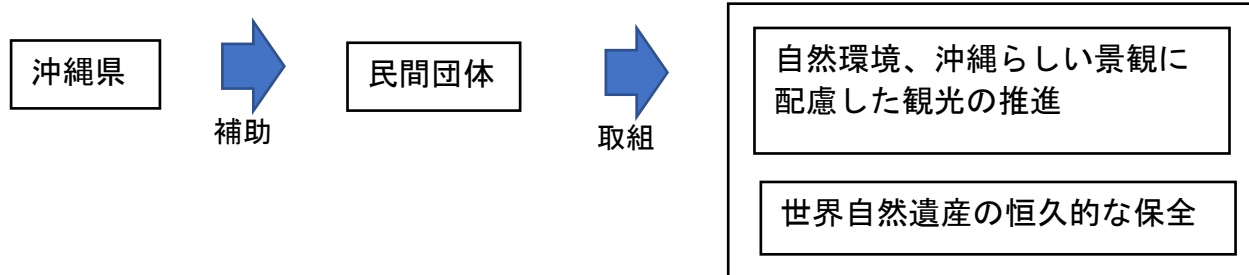 沖縄県
補助
民間団体
取組
自然環境、沖縄らしい景観に
配慮した観光の推進
世界自然遺産の恒久的な保全